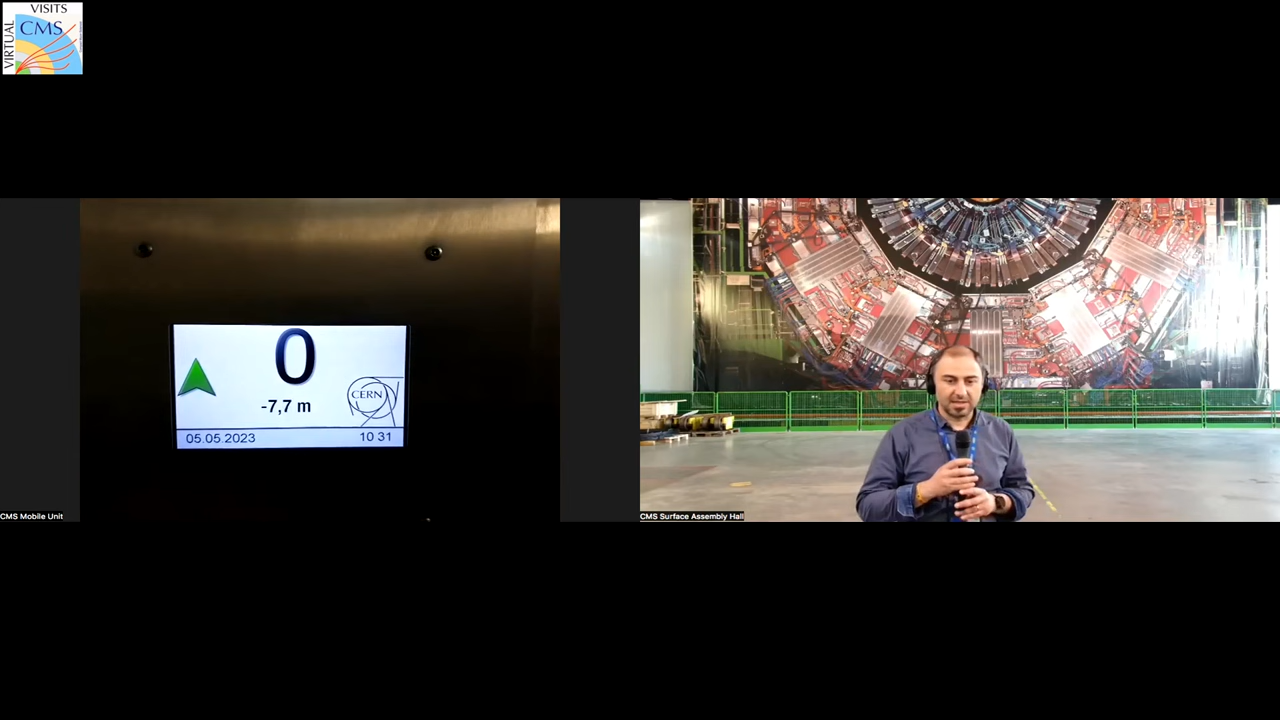 VISITS
CMS
VIRTUAL
0
-7,7 m
CERN
05.05.2023
10 31
CMS Mobile Unit
CMS Surface Assembly Hall